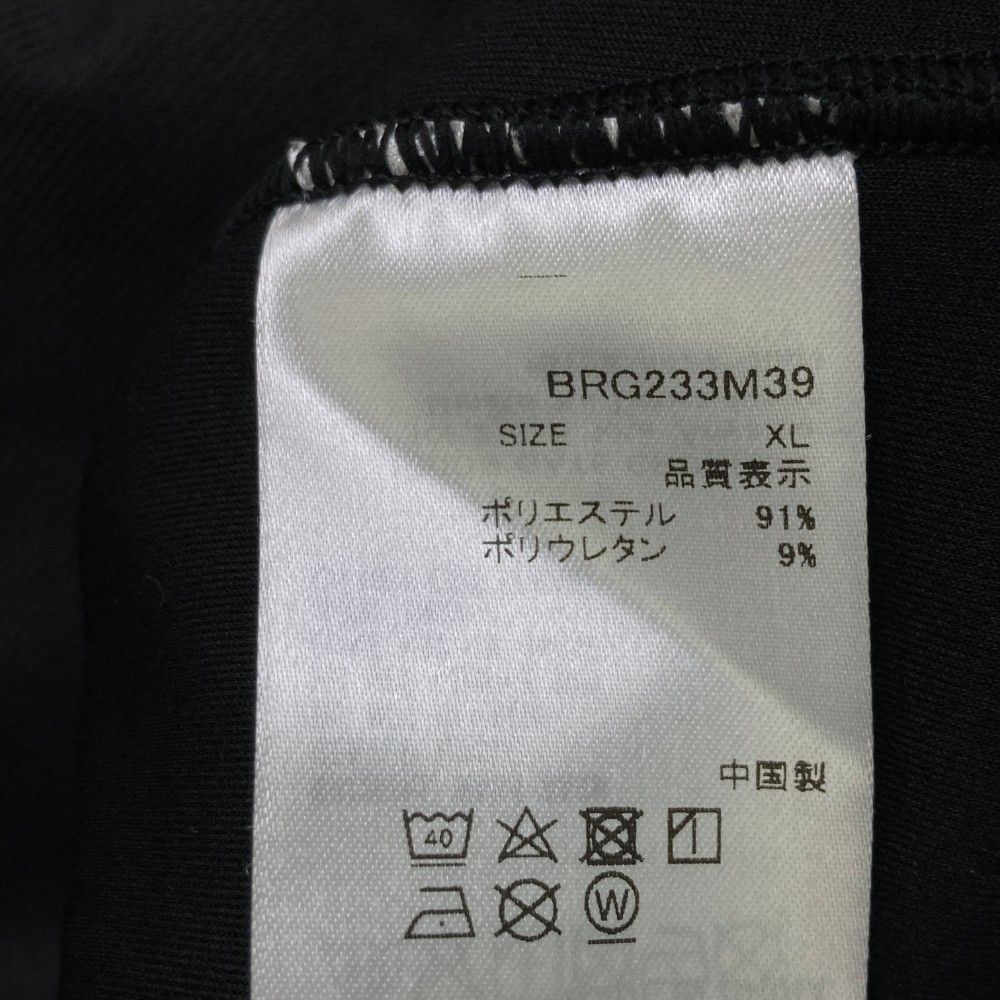 BRG233M39
SIZE XL
品質表示
ポリエステル 91%
ポリウレタン 9%
中国製
40
W